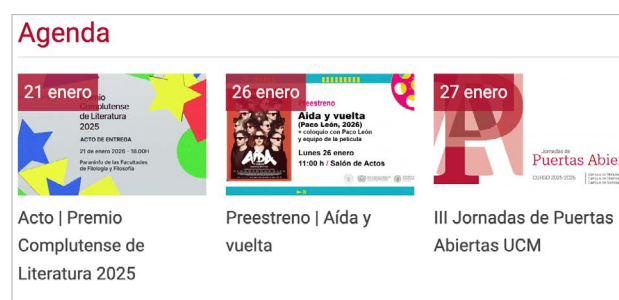 Agenda
21 enero
Premio
Complutense
de Literatura
2025
ACTO DE ENTREGA
21 de enero 2026 - 18.00H
Paraninfo de las Facultades
de Filología y Filosofía
Acto | Premio
Complutense de
Literatura 2025
26 enero
Preestreno
Aída y vuelta
(Paco León, 2026)
+ coloquio con Paco León
y equipo de la película
Lunes 26 enero
11:00 h / Salón de Actos
AÍDA
Preestreno | Aída y
vuelta
27 enero
Jornadas de
Puertas Abie
CURSO 2025-2026
III Jornadas de Puertas
Abiertas UCM